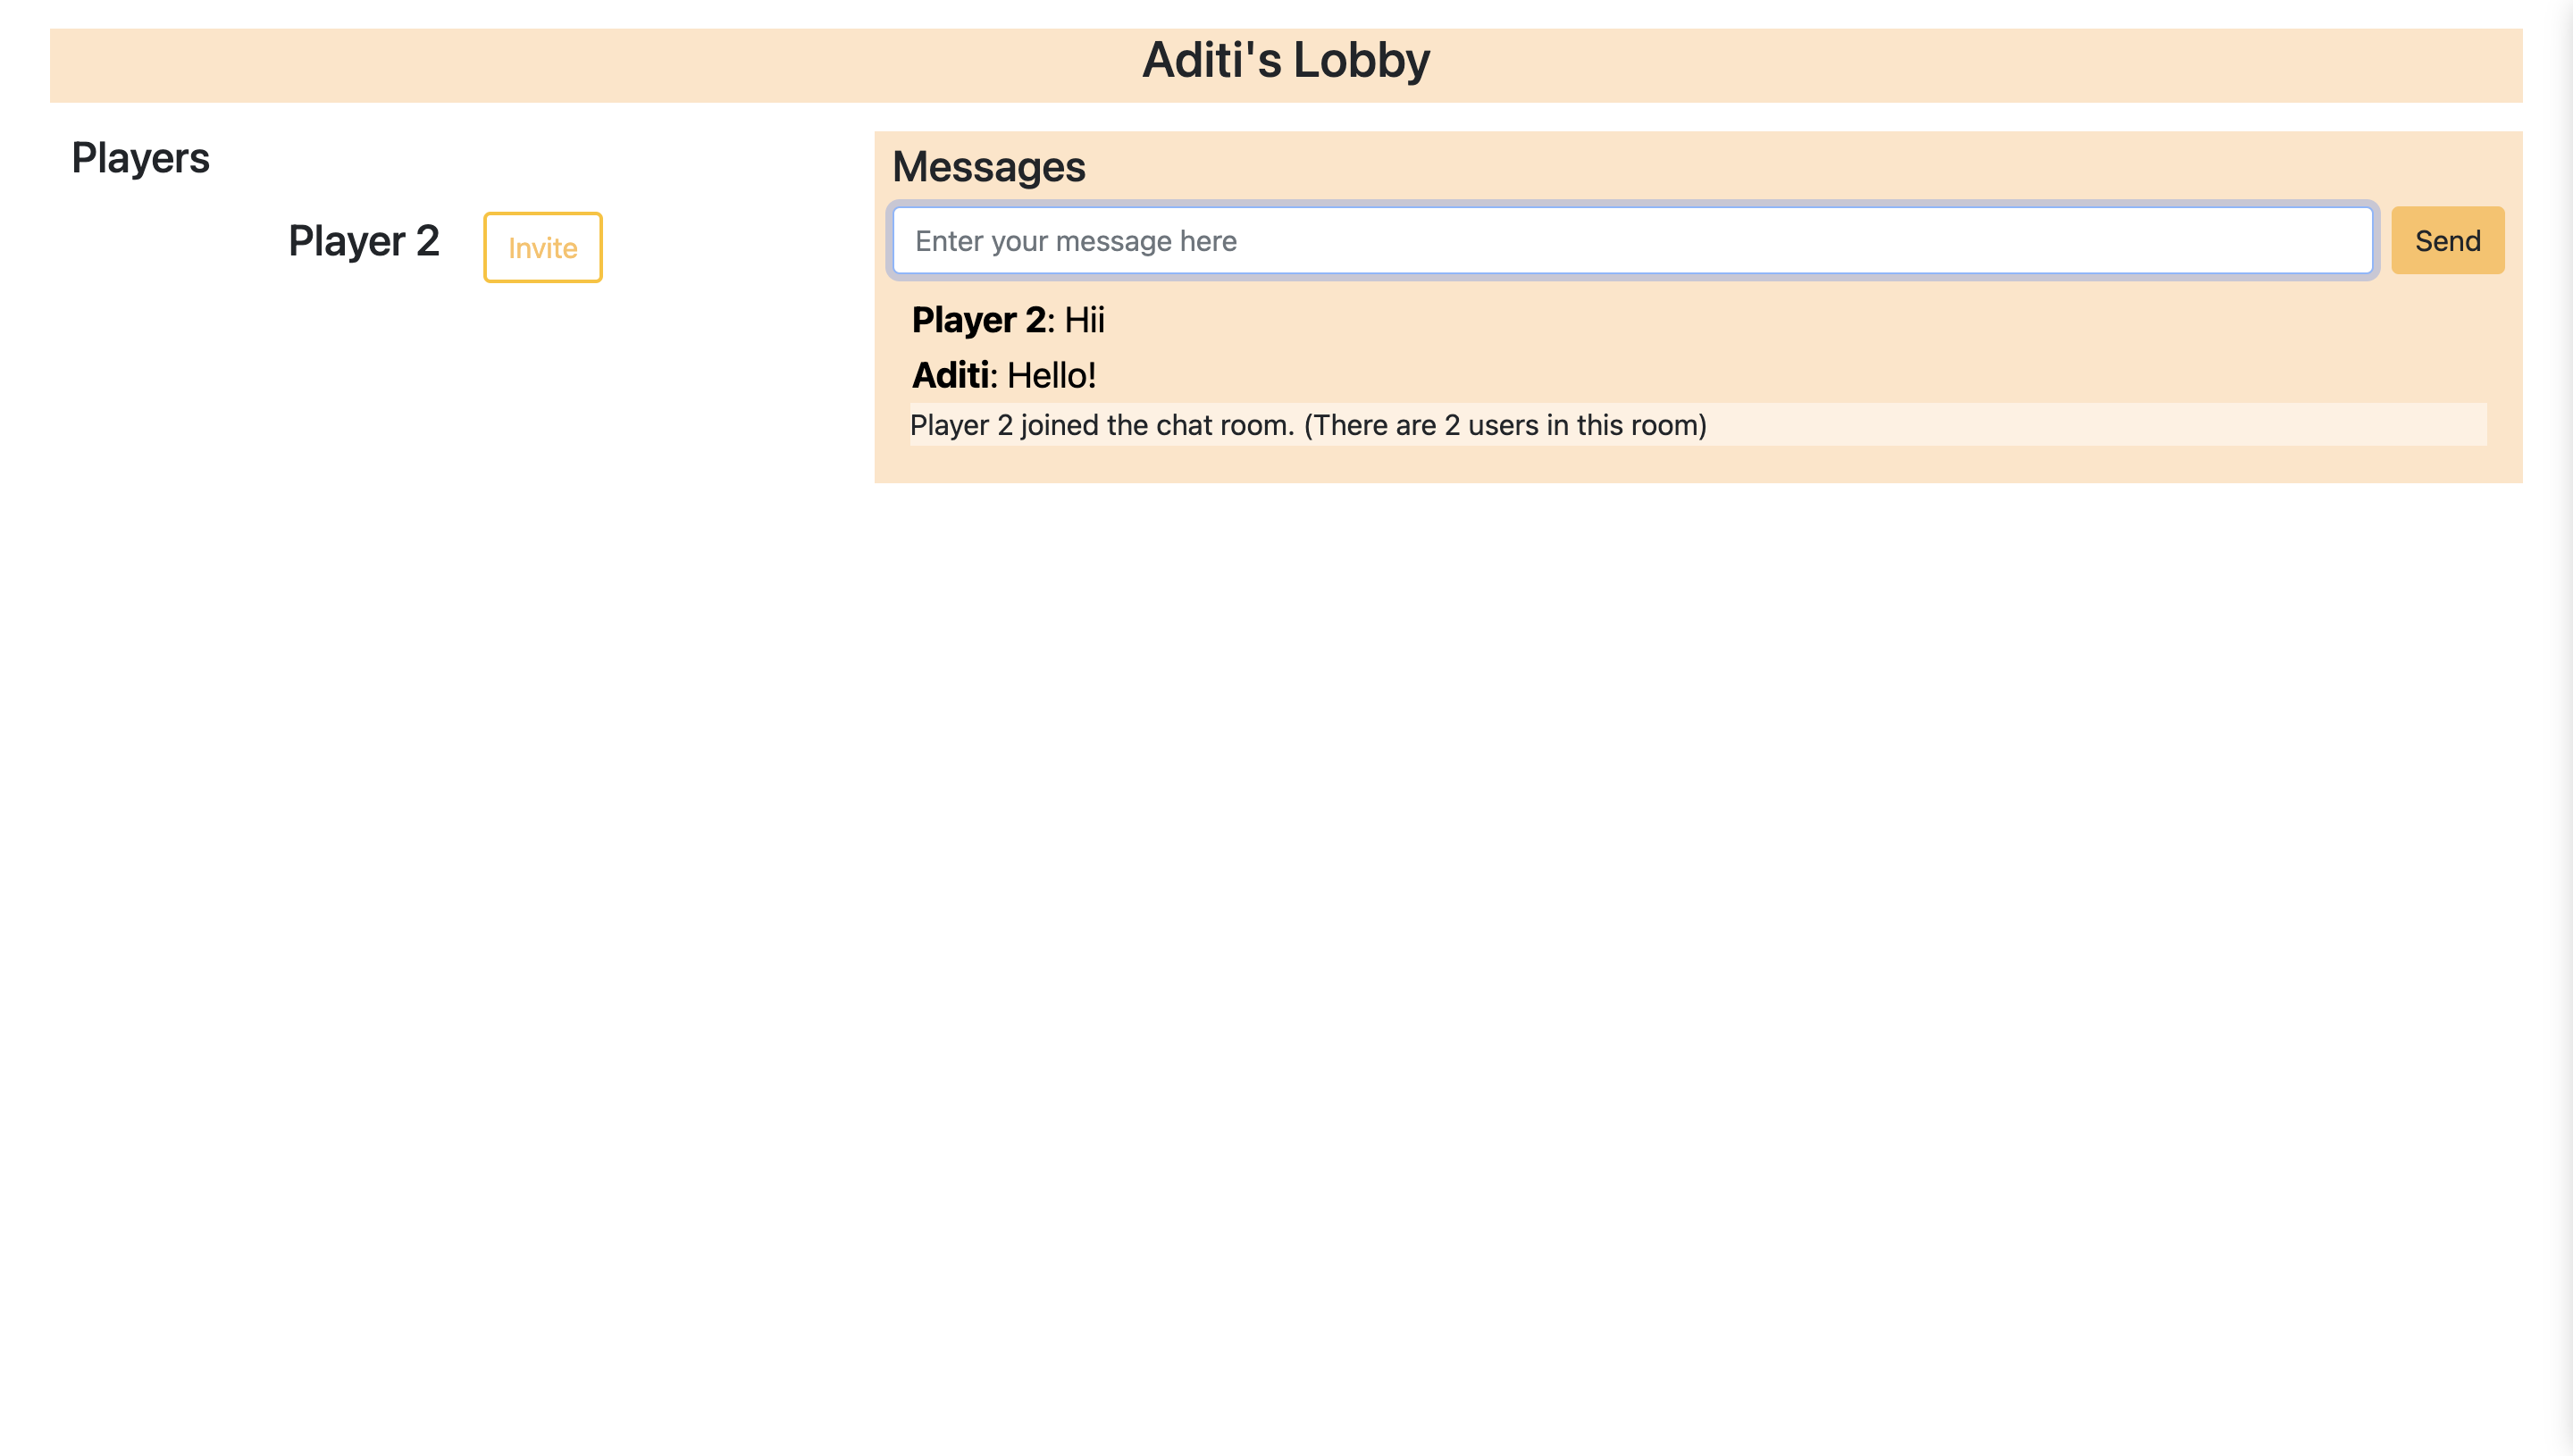 Aditi's Lobby
Players
Player 2
Invite
Messages
Enter your message here
Send
Player 2: Hii
Aditi: Hello!
Player 2 joined the chat room. (There are 2 users in this room)